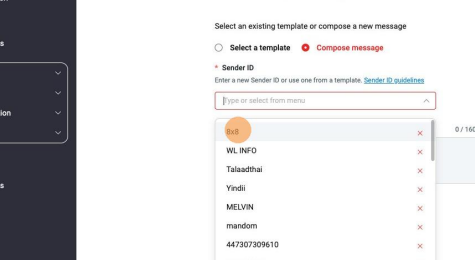 Select an existing template or compose a new message
Select a template
Compose message
* Sender ID
Enter a new Sender ID or use one from a template. Sender ID guidelines
Type or select from menu
8x8
0 / 160
WL INFO
Talaadthai
Yindii
MELVIN
mandom
447307309610